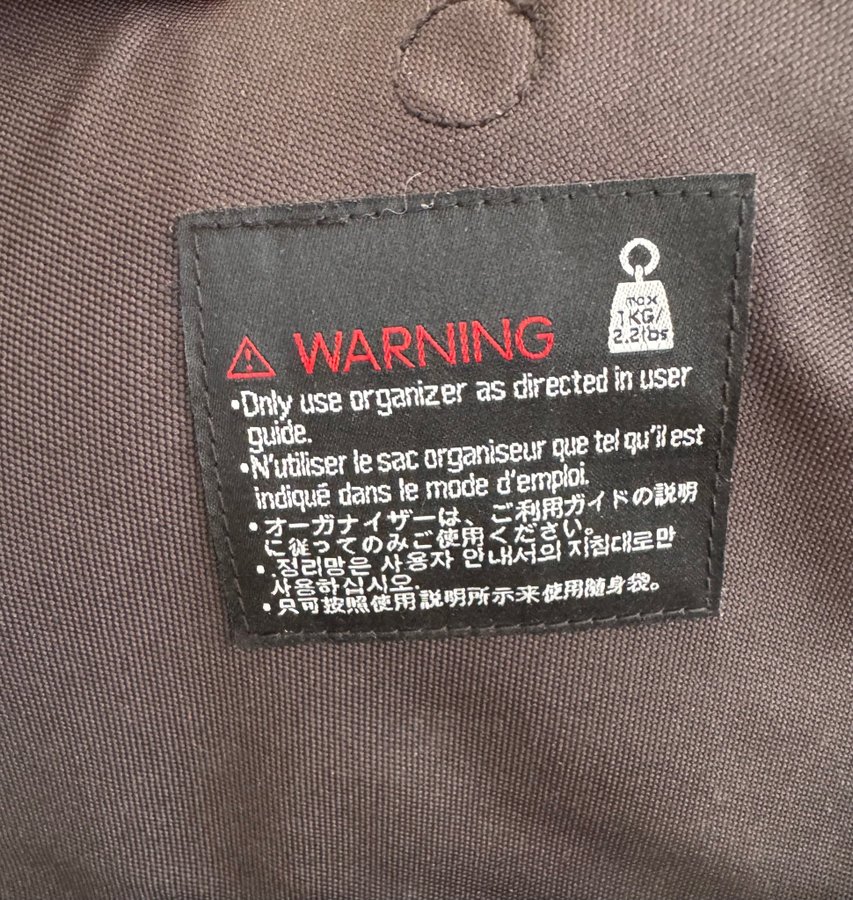 max
1KG/
2.2lbs
WARNING
•Only use organizer as directed in user
guide.
•N'utiliser le sac organiseur que tel qu'il est
indiqué dans le mode d'emploi.
・オーガナイザーは、ご利用ガイドの説明
に従ってのみご使用ください。
• 정리망은 사용자 안내서의 지침대로만
사용하십시오.
•只可按照使用説明所示来使用随身袋。